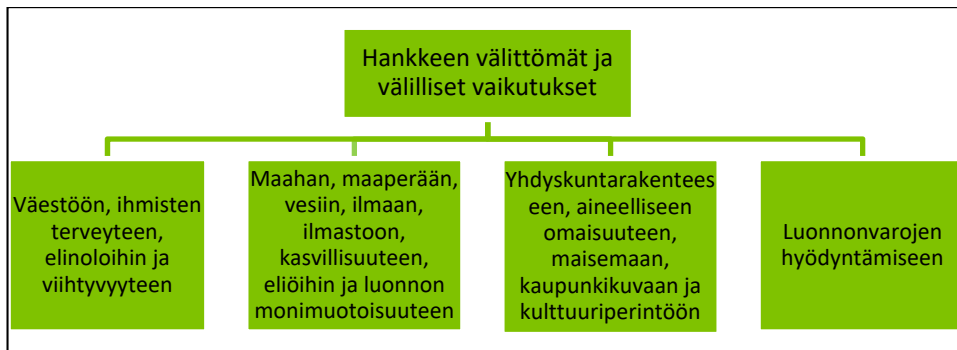 Hankkeen välittömät ja
välilliset vaikutukset
Väestöön, ihmisten
terveyteen,
elinoloihin ja
viihtyvyyteen
Maahan, maaperään,
vesiin, ilmaan,
ilmastoon,
kasvillisuuteen,
eliöihin ja luonnon
monimuotoisuuteen
Yhdyskuntarakentees
seen, aineelliseen
omaisuuteen,
maisemaan,
kaupunkikuvaan ja
kulttuuriperintöön
Luonnonvarojen
hyödyntämiseen